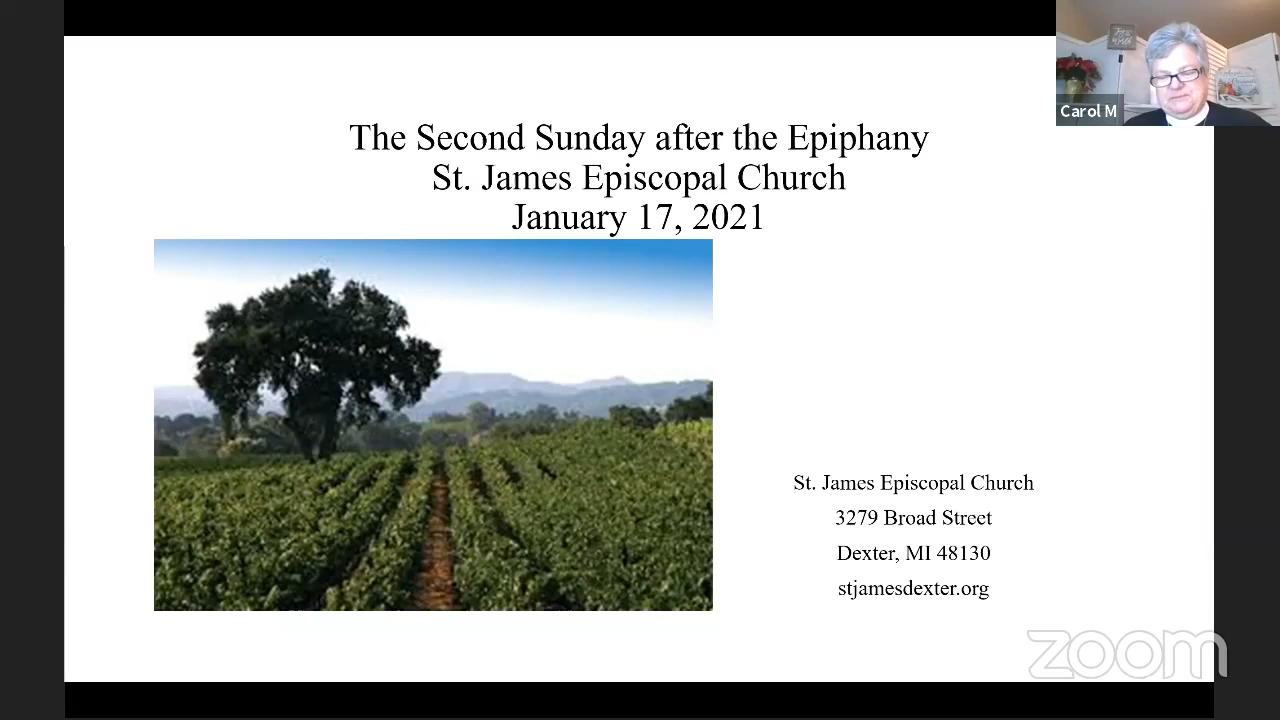 The Second Sunday after the Epiphany
St. James Episcopal Church
January 17, 2021
Carol M
St. James Episcopal Church
3279 Broad Street
Dexter, MI 48130
stjamesdexter.org
zoom